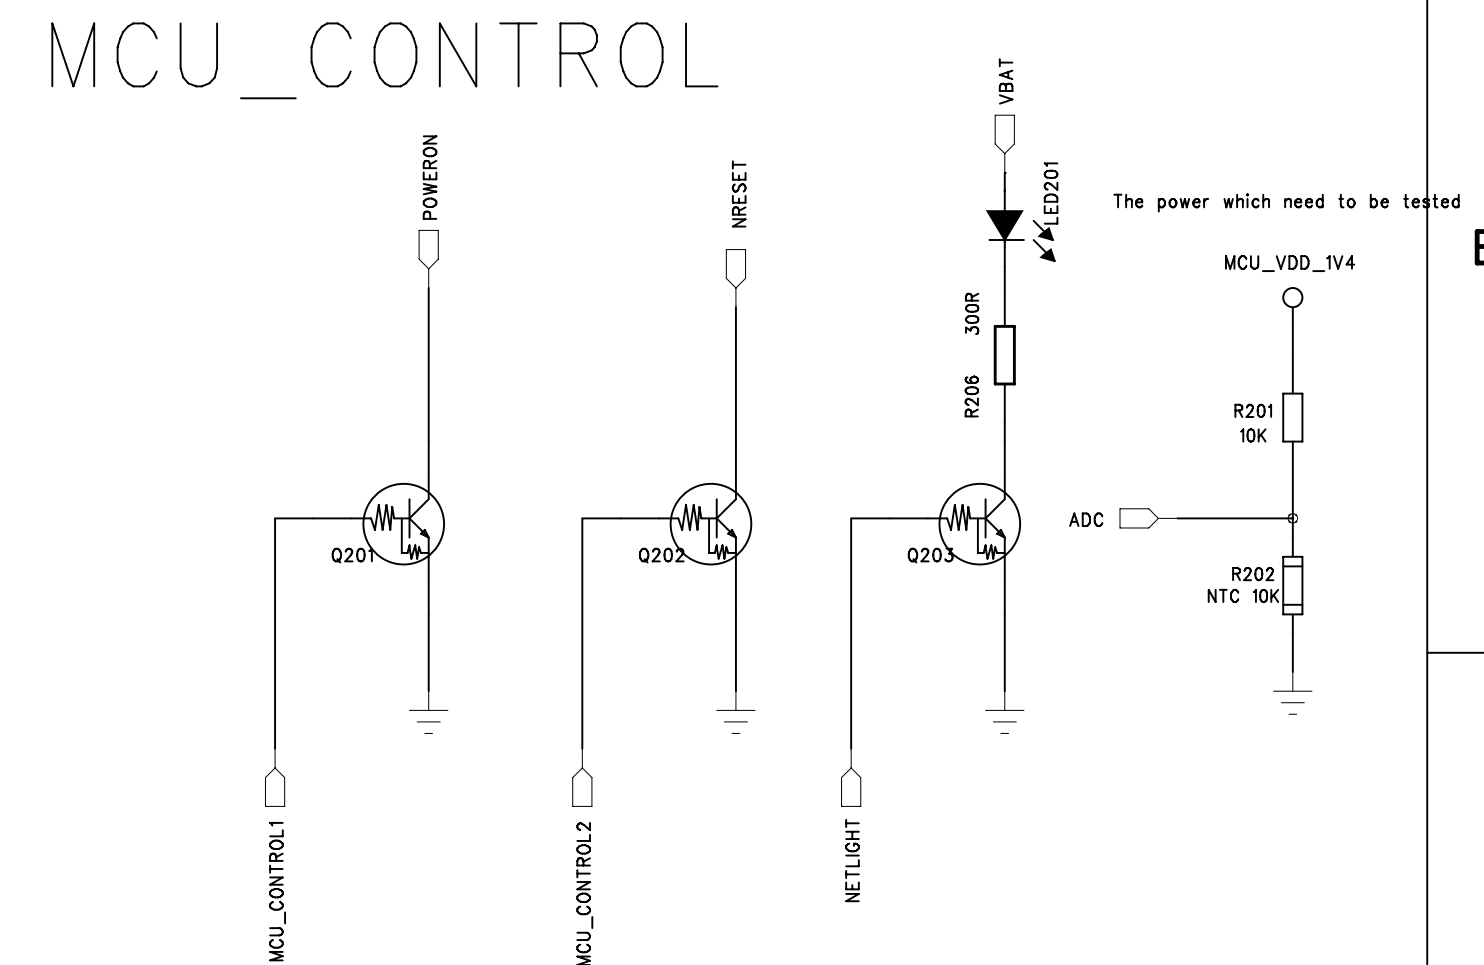 MCU_CONTROL
POWERON
NRESET
VBAT
LED201
The power which need to be tested
MCU_VDD_1V4
300R
R206
R201
10K
ADC
Q201
Q202
Q203
R202
NTC 10K
MCU_CONTROL1
MCU_CONTROL2
NETLIGHT